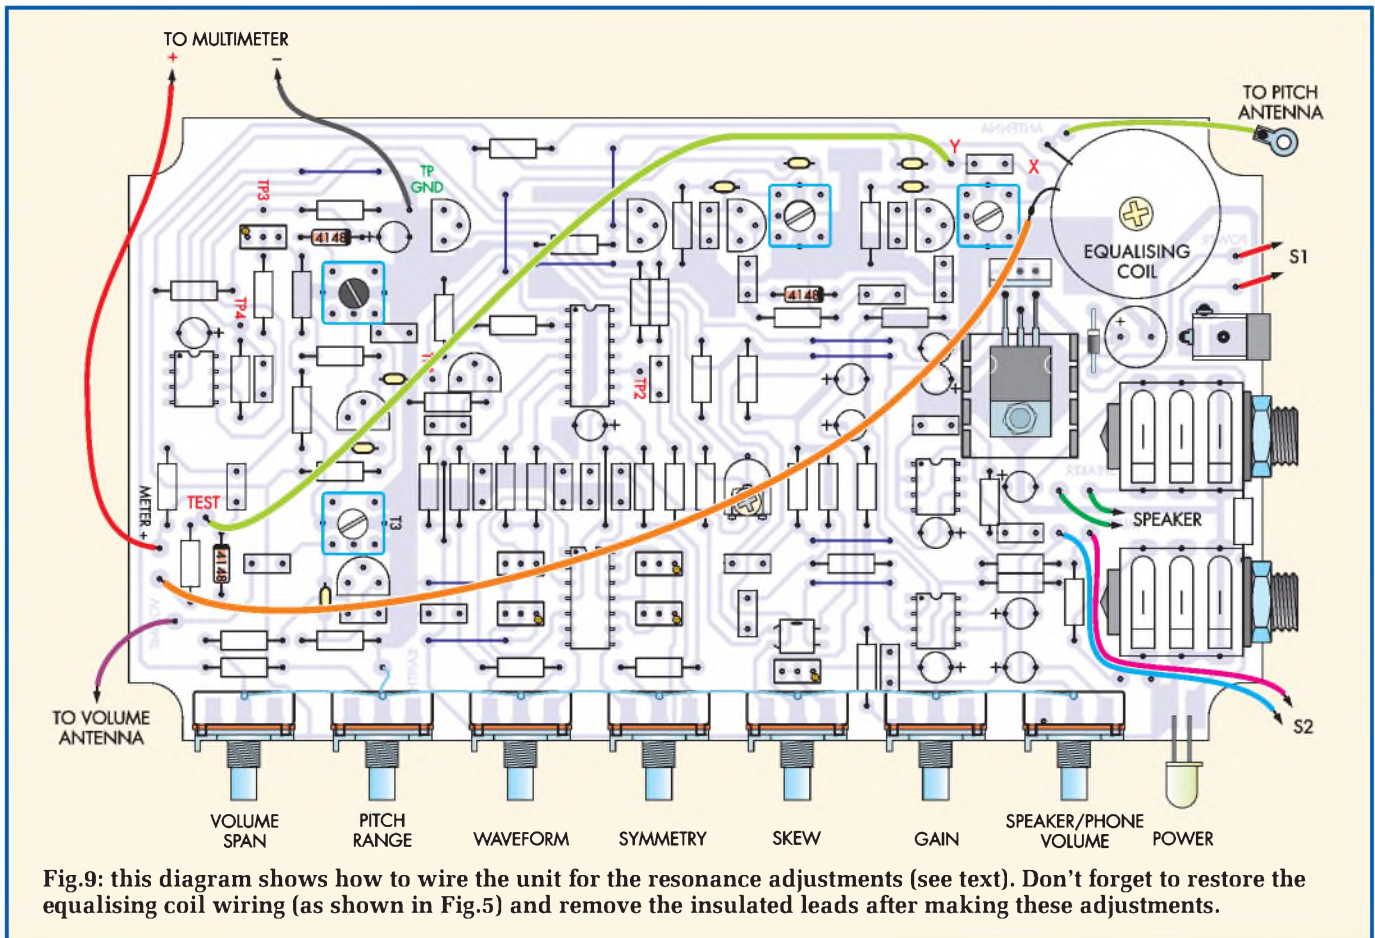 TO MULTIMETER
+ −
TO PITCH
ANTENNA
ANTENNA
Y
X
TP
GND
TP3
4148
+
EQUALISING
COIL
POWER
S1
TP4
+
4148
+
+
TP2
+
+
+
+
METER +
TEST
T3
4148
SPEAKER
+
+
+
+
+
+
TO VOLUME
ANTENNA
S2
VOLUME
SPAN
PITCH
RANGE
WAVEFORM
SYMMETRY
SKEW
GAIN
SPEAKER/PHONE
VOLUME
POWER
Fig.9: this diagram shows how to wire the unit for the resonance adjustments (see text). Don't forget to restore the
equalising coil wiring (as shown in Fig.5) and remove the insulated leads after making these adjustments.